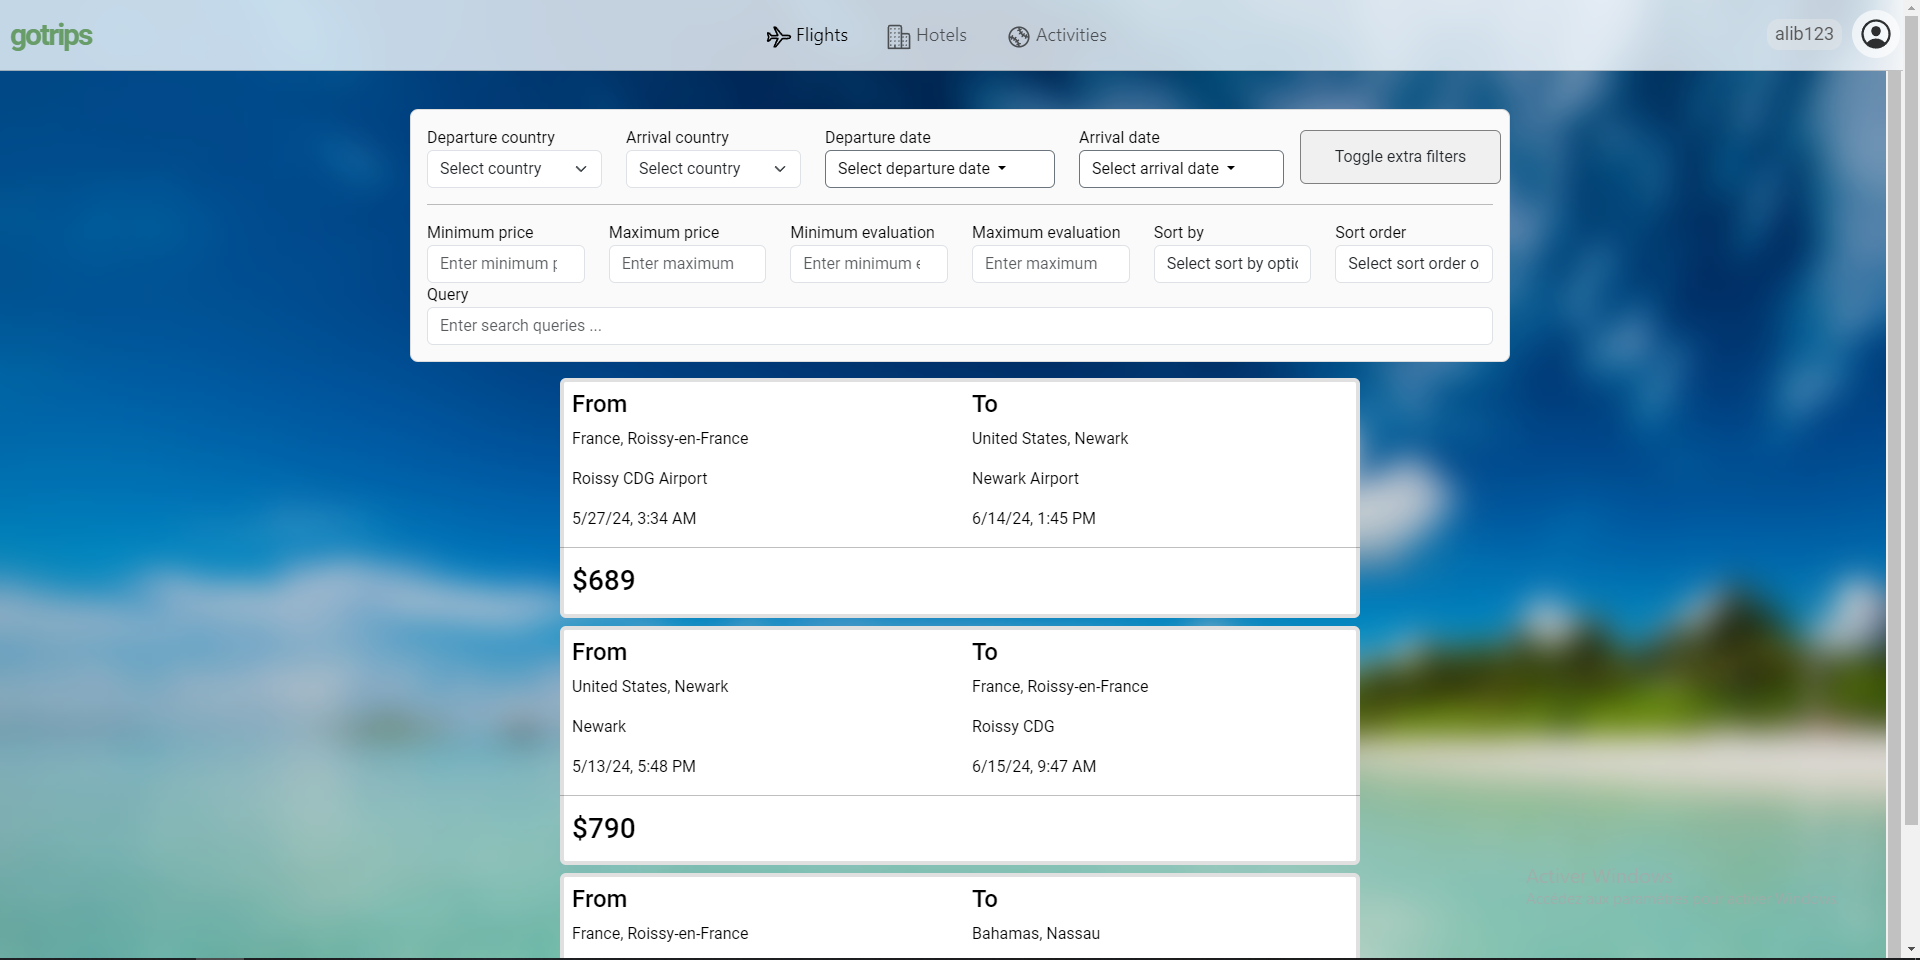 gotrips
Flights Hotels Activities
alib123
Departure country Arrival country Departure date Arrival date
Select country Select country Select departure date Select arrival date Toggle extra filters
Minimum price Maximum price Minimum evaluation Maximum evaluation Sort by Sort order
Enter minimum Enter maximum Enter minimum Enter maximum Select sort by optic Select sort order o
Query
Enter search queries ...
From To
France, Roissy-en-France United States, Newark
Roissy CDG Airport Newark Airport
5/27/24, 3:34 AM 6/14/24, 1:45 PM
$689
From To
United States, Newark France, Roissy-en-France
Newark Roissy CDG
5/13/24, 5:48 PM 6/15/24, 9:47 AM
$790
From To
France, Roissy-en-France Bahamas, Nassau
Activer Windows